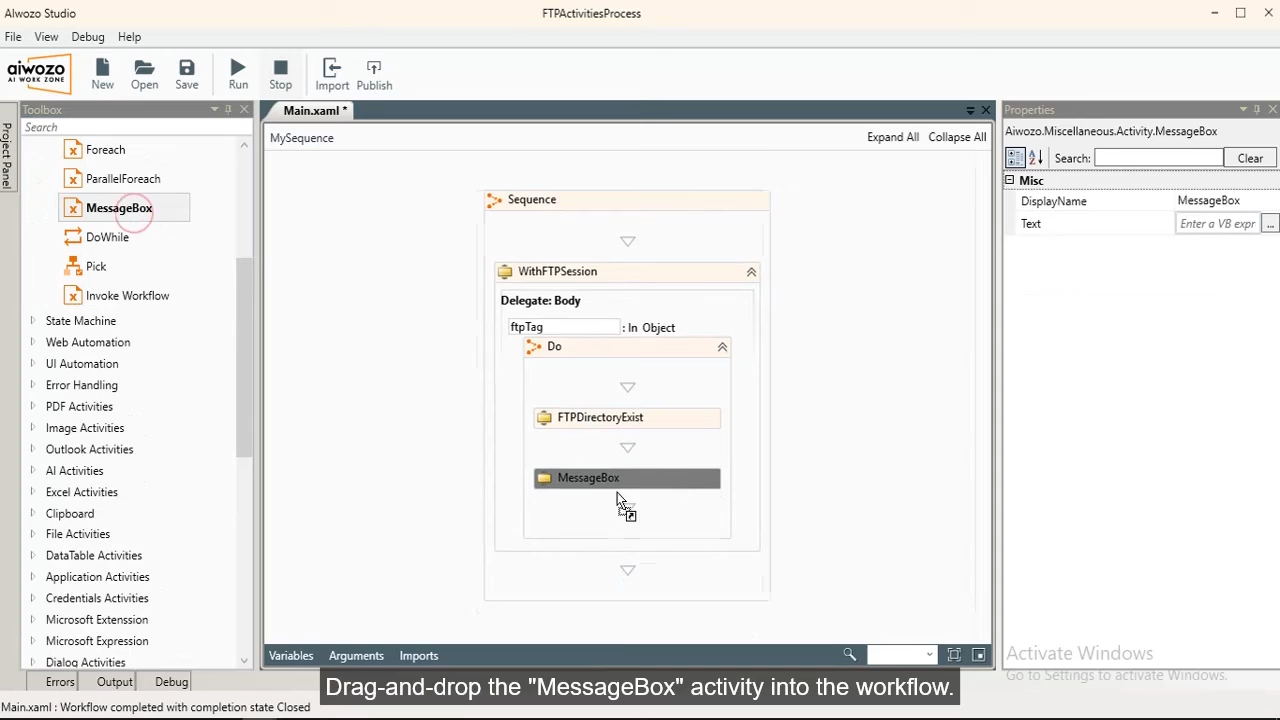 Aiwozo Studio
FTPActivitiesProcess
File View Debug Help
aiwozo
AI WORK ZONE
New Open Save Run Stop Import Publish
Project Panel
Toolbox
Search
Foreach
ParallelForeach
MessageBox
DoWhile
Pick
Invoke Workflow
State Machine
Web Automation
UI Automation
Error Handling
PDF Activities
Image Activities
Outlook Activities
AI Activities
Excel Activities
Clipboard
File Activities
DataTable Activities
Application Activities
Credentials Activities
Microsoft Extenstion
Microsoft Expression
Dialog Activities
Errors Output Debug
Main.xaml *
MySequence
Expand All Collapse All
Sequence
WithFTPSession
Delegate: Body
ftpTag : In Object
Do
FTPDirectoryExist
MessageBox
Variables Arguments Imports
Properties
Aiwozo.Miscellaneous.Activity.MessageBox
Search: Clear
Misc
DisplayName MessageBox
Text Enter a VB expr ...
Activate Windows
Go to Settings to activate Windows.
Drag-and-drop the "MessageBox" activity into the workflow.
Main.xaml : Workflow completed with completion state Closed